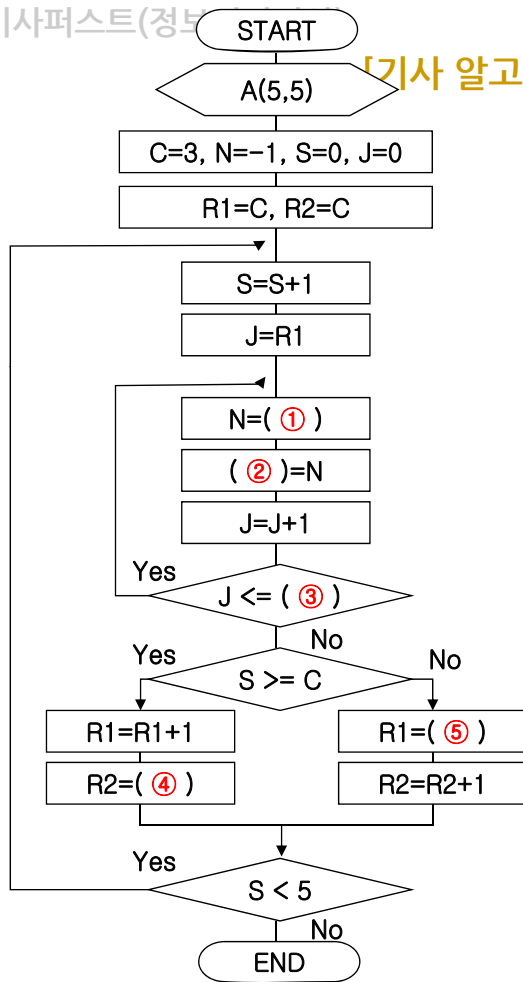 |사퍼스트(정보
START
[기사 알고
A(5,5)
C=3, N=-1, S=0, J=0
R1=C, R2=C
S=S+1
J=R1
N=( ① )
( ② )=N
J=J+1
Yes
J <= ( ③ )
No
Yes
S >= C
No
R1=R1+1
R1=( ⑤ )
R2=( ④ )
R2=R2+1
Yes
S < 5
No
END